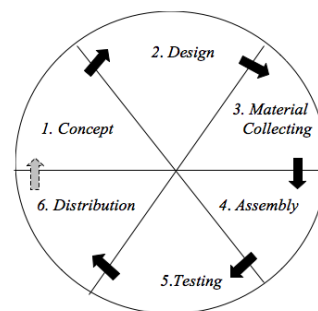 2. Design
1. Concept
3. Material
Collecting
6. Distribution
4. Assembly
5.Testing